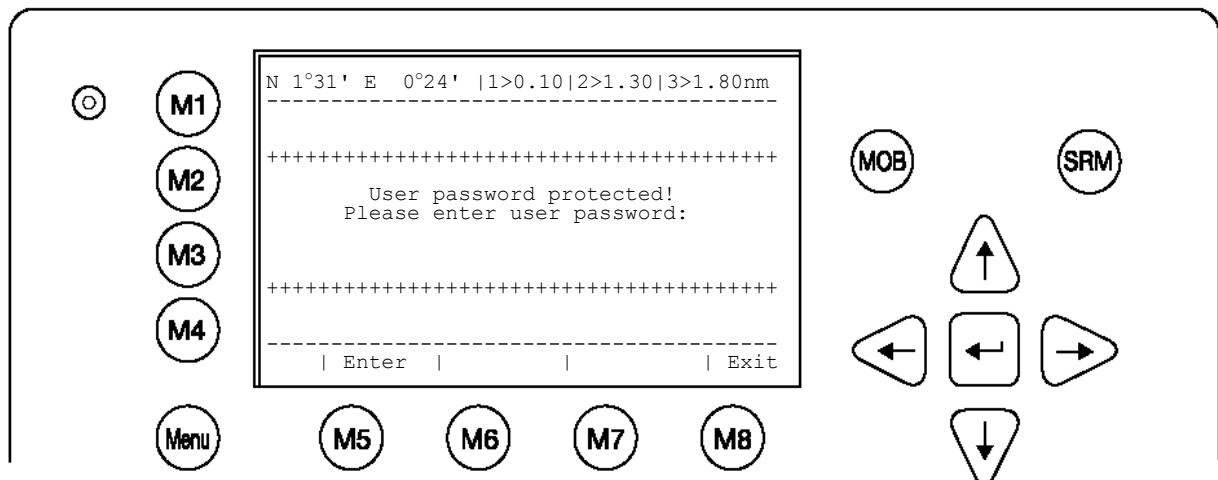 N 1°31' E 0°24' |1>0.10|2>1.30|3>1.80nm
----------------------------------------
++++++++++++++++++++++++++++++++++++++++
User password protected!
Please enter user password:
++++++++++++++++++++++++++++++++++++++++
----------------------------------------
| Enter | | | Exit
M1
M2
M3
M4
Menu
M5
M6
M7
M8
MOB
SRM